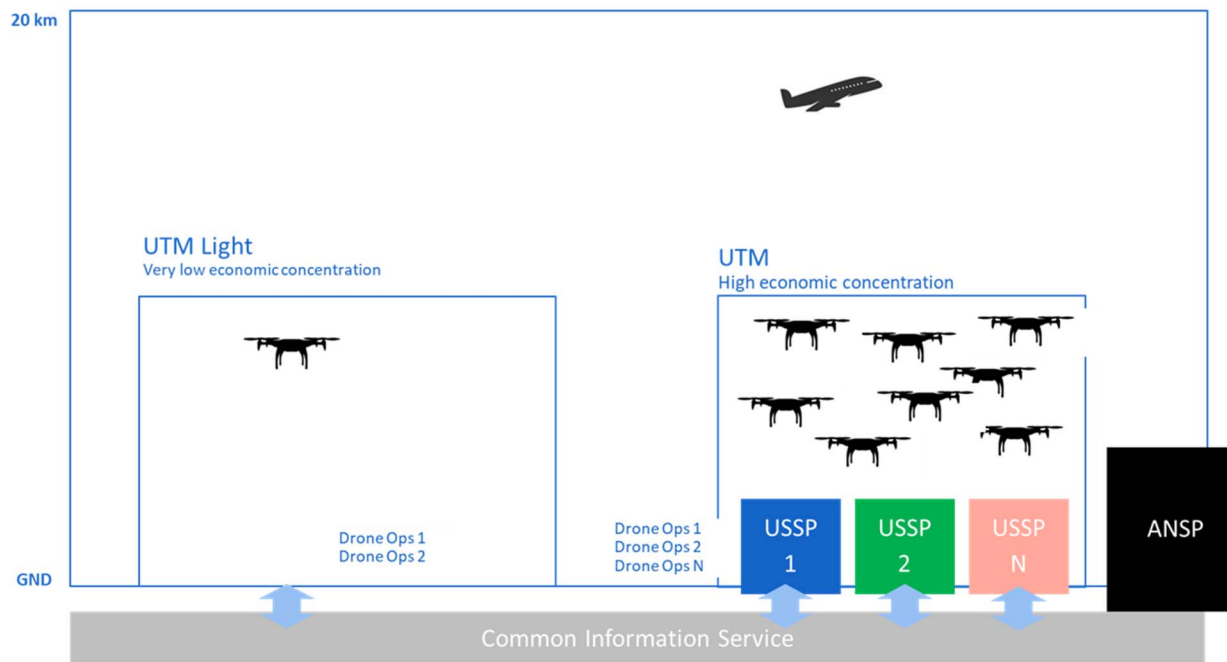 20 km
UTM Light
Very low economic concentration
UTM
High economic concentration
Drone Ops 1
Drone Ops 2
Drone Ops 1
Drone Ops 2
Drone Ops N
USSP
1
USSP
2
USSP
N
ANSP
GND
Common Information Service